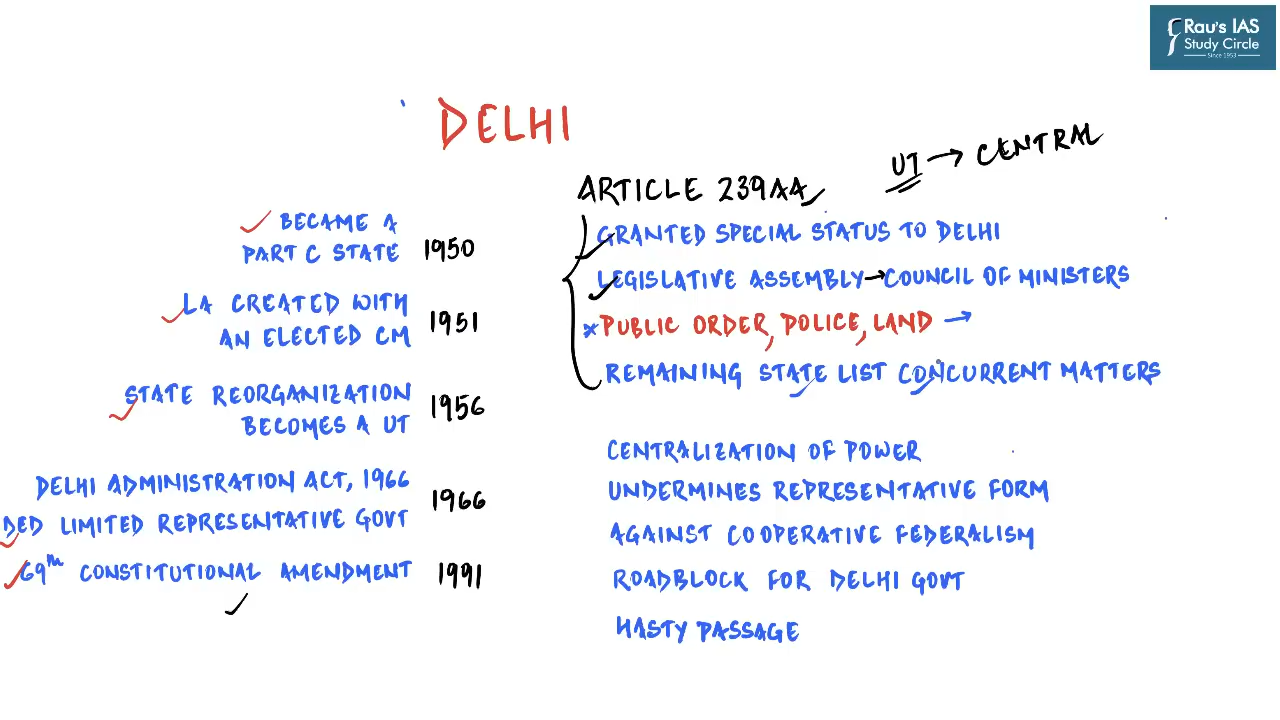 Rau's IAS
Study Circle
Since 1953
DELHI
UT → CENTRAL
ARTICLE 239AA
BECAME A
PART C STATE
1950
LA CREATED WITH
AN ELECTED CM
1951
STATE REORGANIZATION
BECOMES A UT
1956
DELHI ADMINISTRATION ACT, 1966
DED LIMITED REPRESENTATIVE GOVT
1966
69th CONSTITUTIONAL AMENDMENT
1991
GRANTED SPECIAL STATUS TO DELHI
LEGISLATIVE ASSEMBLY → COUNCIL OF MINISTERS
* PUBLIC ORDER, POLICE, LAND →
REMAINING STATE LIST CONCURRENT MATTERS
CENTRALIZATION OF POWER
UNDERMINES REPRESENTATIVE FORM
AGAINST COOPERATIVE FEDERALISM
ROADBLOCK FOR DELHI GOVT
HASTY PASSAGE